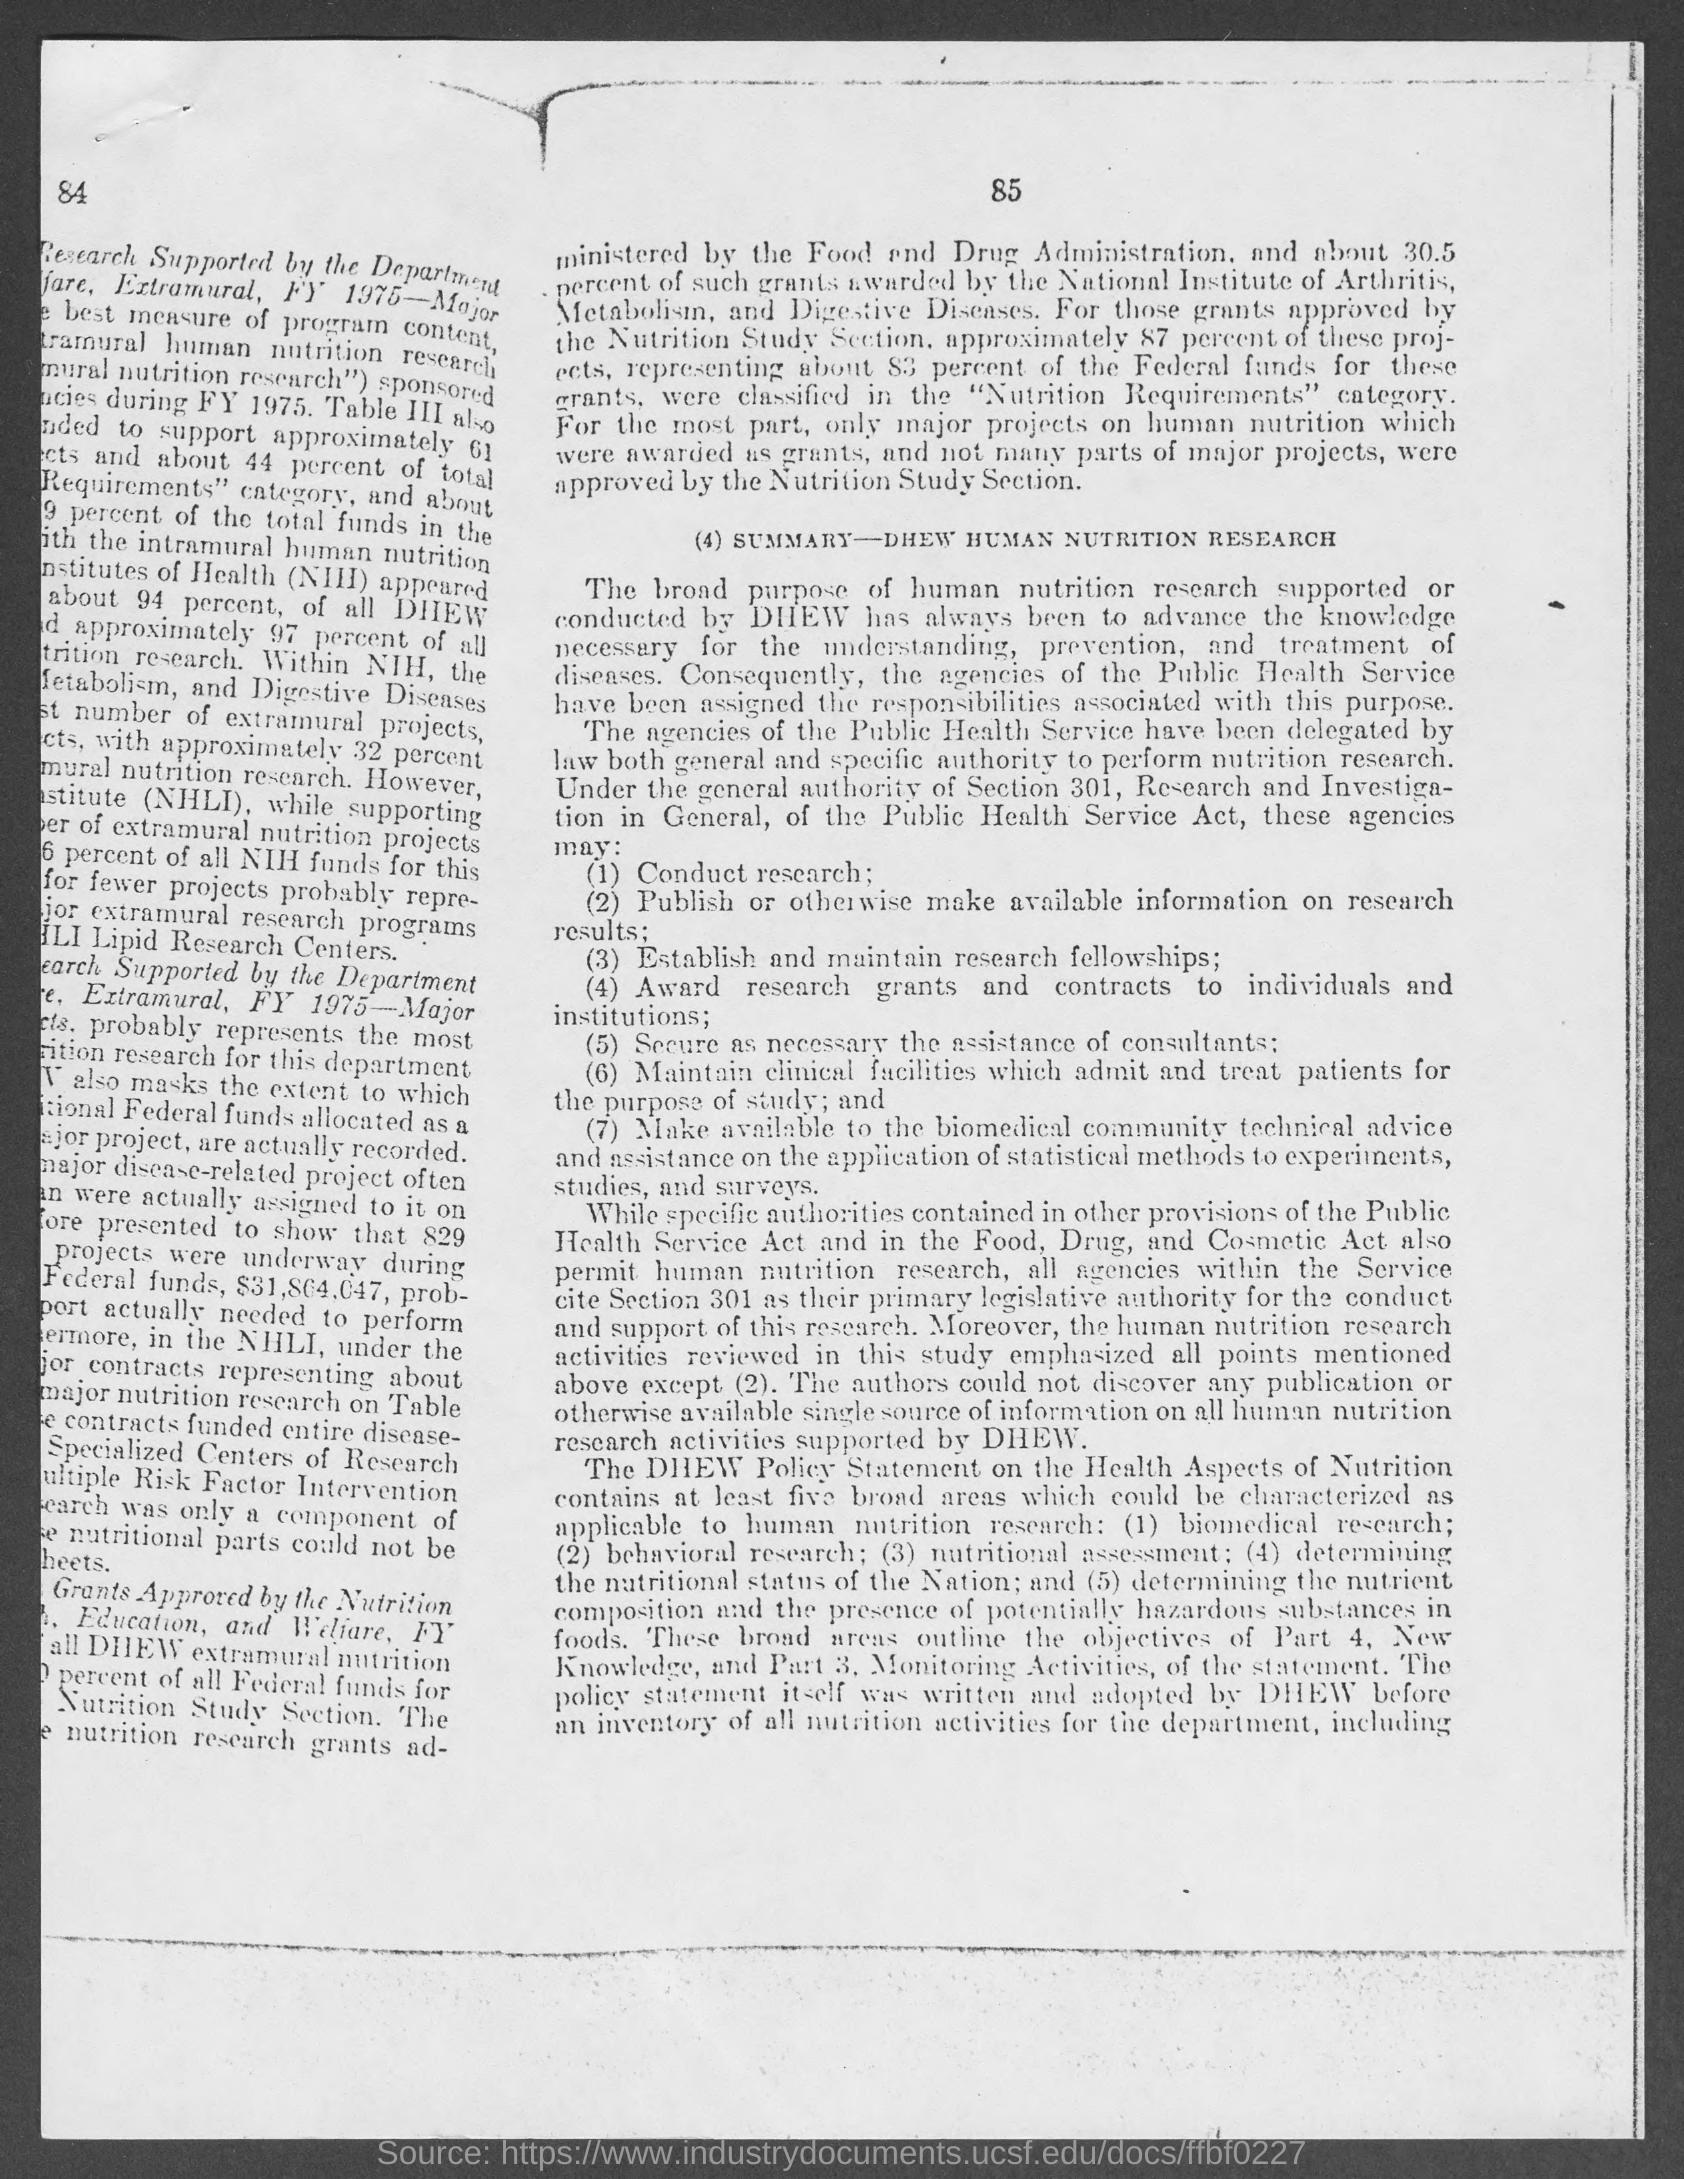 84
Research Supported by the Department
fare, Extramural, FY 1975—Major
e best measure of program content,
tramural human nutrition research
mural nutrition research") sponsored
ncies during FY 1975. Table III also
nded to support approximately 61
cts and about 44 percent of total
Requirements" category, and about
9 percent of the total funds in the
ith the intramural human nutrition
nstitutes of Health (NIH) appeared
about 94 percent, of all DHEW
d approximately 97 percent of all
trition research. Within NIH, the
Metabolism, and Digestive Diseases
st number of extramural projects,
cts, with approximately 32 percent
mural nutrition research. However,
nstitute (NHLI), while supporting
er of extramural nutrition projects
6 percent of all NIH funds for this
for fewer projects probably repre-
jor extramural research programs
HLI Lipid Research Centers.
earch Supported by the Department
re, Extramural, FY 1975—Major
cts, probably represents the most
rition research for this department
V also masks the extent to which
itional Federal funds allocated as a
ajor project, are actually recorded.
major disease-related project often
an were actually assigned to it on
fore presented to show that 829
projects were underway during
Federal funds, $31,864,047, prob-
port actually needed to perform
ermore, in the NHLI, under the
jor contracts representing about
major nutrition research on Table
se contracts funded entire disease-
Specialized Centers of Research
ultiple Risk Factor Intervention
search was only a component of
se nutritional parts could not be
heets.
Grants Approved by the Nutrition
h, Education, and Welfare, FY
all DHEW extramural nutrition
0 percent of all Federal funds for
Nutrition Study Section. The
e nutrition research grants ad-
85
ministered by the Food and Drug Administration, and about 30.5
percent of such grants awarded by the National Institute of Arthritis,
Metabolism, and Digestive Diseases. For those grants approved by
the Nutrition Study Section, approximately 87 percent of these proj-
ects, representing about 83 percent of the Federal funds for these
grants, were classified in the "Nutrition Requirements" category.
For the most part, only major projects on human nutrition which
were awarded as grants, and not many parts of major projects, were
approved by the Nutrition Study Section.
(4) SUMMARY—DHEW HUMAN NUTRITION RESEARCH
The broad purpose of human nutrition research supported or
conducted by DHEW has always been to advance the knowledge
necessary for the understanding, prevention, and treatment of
diseases. Consequently, the agencies of the Public Health Service
have been assigned the responsibilities associated with this purpose.
The agencies of the Public Health Service have been delegated by
law both general and specific authority to perform nutrition research.
Under the general authority of Section 301, Research and Investiga-
tion in General, of the Public Health Service Act, these agencies
may:
(1) Conduct research;
(2) Publish or otherwise make available information on research
results;
(3) Establish and maintain research fellowships;
(4) Award research grants and contracts to individuals and
institutions;
(5) Secure as necessary the assistance of consultants;
(6) Maintain clinical facilities which admit and treat patients for
the purpose of study; and
(7) Make available to the biomedical community technical advice
and assistance on the application of statistical methods to experiments,
studies, and surveys.
While specific authorities contained in other provisions of the Public
Health Service Act and in the Food, Drug, and Cosmetic Act also
permit human nutrition research, all agencies within the Service
cite Section 301 as their primary legislative authority for the conduct
and support of this research. Moreover, the human nutrition research
activities reviewed in this study emphasized all points mentioned
above except (2). The authors could not discover any publication or
otherwise available single source of information on all human nutrition
research activities supported by DHEW.
The DHEW Policy Statement on the Health Aspects of Nutrition
contains at least five broad areas which could be characterized as
applicable to human nutrition research: (1) biomedical research;
(2) behavioral research; (3) nutritional assessment; (4) determining
the nutritional status of the Nation; and (5) determining the nutrient
composition and the presence of potentially hazardous substances in
foods. These broad areas outline the objectives of Part 4, New
Knowledge, and Part 3, Monitoring Activities, of the statement. The
policy statement itself was written and adopted by DHEW before
an inventory of all nutrition activities for the department, including
Source: https://www.industrydocuments.ucsf.edu/docs/ffbf0227